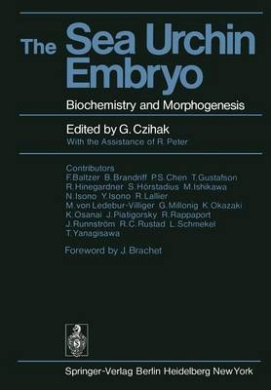 The Sea Urchin
Embryo
Biochemistry and Morphogenesis
Edited by G. Czihak
With the Assistance of R. Peter
Contributors
F. Baltzer B. Brandriff P.S. Chen T. Gustafson
R. Hinegardner S. Hörstadius M. Ishikawa
N. Isono Y. Isono R. Lallier
M. von Ledebur-Villiger G. Millonig K. Okazaki
K. Osanai J. Piatigorsky R. Rappaport
J. Runnström R.C. Rustad L. Schmekel
T. Yanagisawa
Foreword by J. Brachet
Springer-Verlag Berlin Heidelberg New York